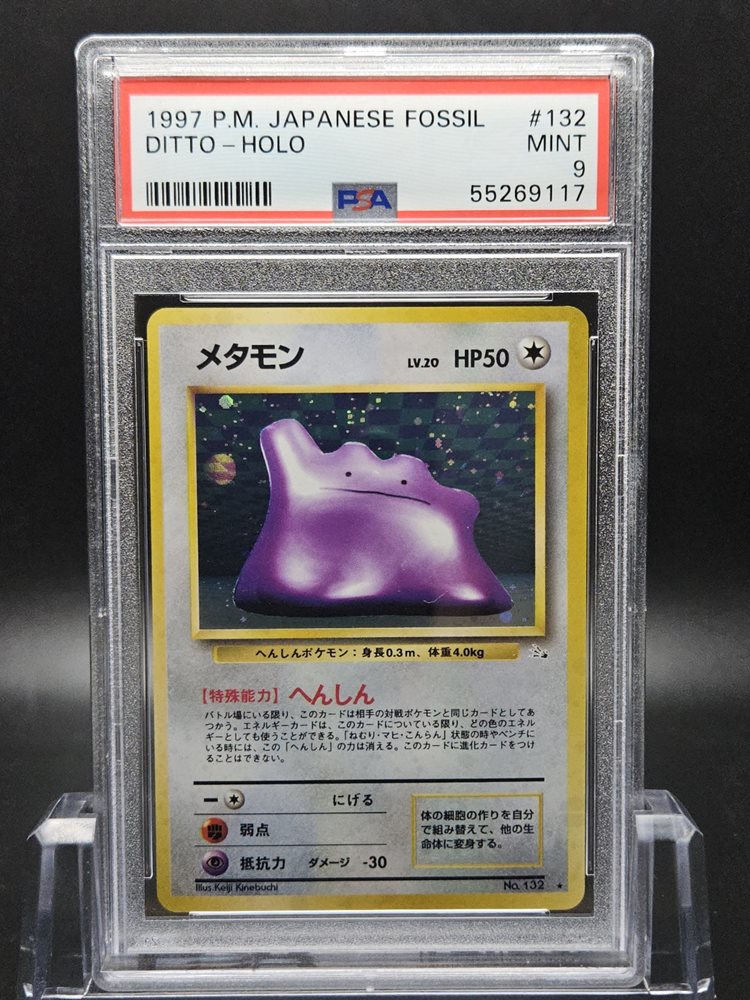 1997 P.M. JAPANESE FOSSIL #132
DITTO - HOLO MINT
9
PSA 55269117
メタモン LV.20 HP50
へんしんポケモン：身長0.3m、体重4.0kg
【特殊能力】へんしん
バトル場にいる限り、このカードは相手の対戦ポケモンと同じカードとしてあ
つかう。エネルギーカードは、このカードについている限り、どの色のエネル
ギーとしても使うことができる。「ねむり・マヒ・こんらん」状態の時やベンチに
いる時には、この「へんしん」の力は消える。このカードに進化カードをつけ
ることはできない。
にげる
弱点
抵抗力 ダメージ -30
体の細胞の作りを自分
で組み替えて、他の生
命体に変身する。
Illus. Keiji Kinebuchi No. 132 ★